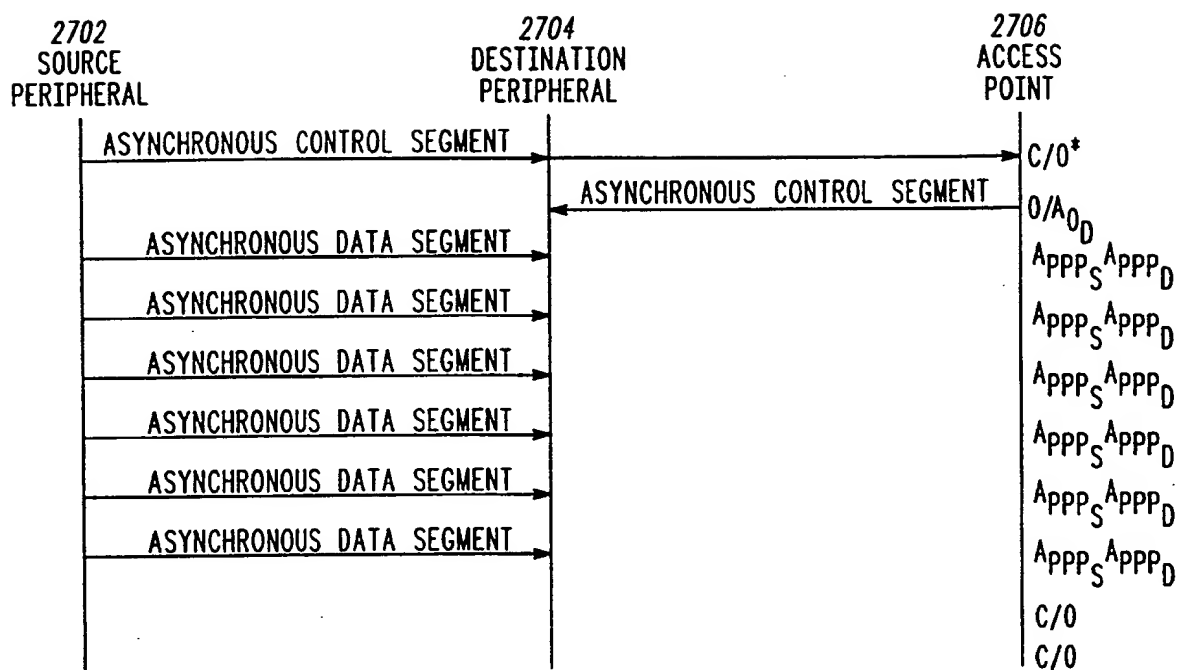 2702
SOURCE
PERIPHERAL
2704
DESTINATION
PERIPHERAL
2706
ACCESS
POINT
ASYNCHRONOUS CONTROL SEGMENT
C/0*
ASYNCHRONOUS CONTROL SEGMENT
0/A0D
ASYNCHRONOUS DATA SEGMENT
APPPSAPPPD
ASYNCHRONOUS DATA SEGMENT
APPPSAPPPD
ASYNCHRONOUS DATA SEGMENT
APPPSAPPPD
ASYNCHRONOUS DATA SEGMENT
APPPSAPPPD
ASYNCHRONOUS DATA SEGMENT
APPPSAPPPD
ASYNCHRONOUS DATA SEGMENT
APPPSAPPPD
C/0
C/0